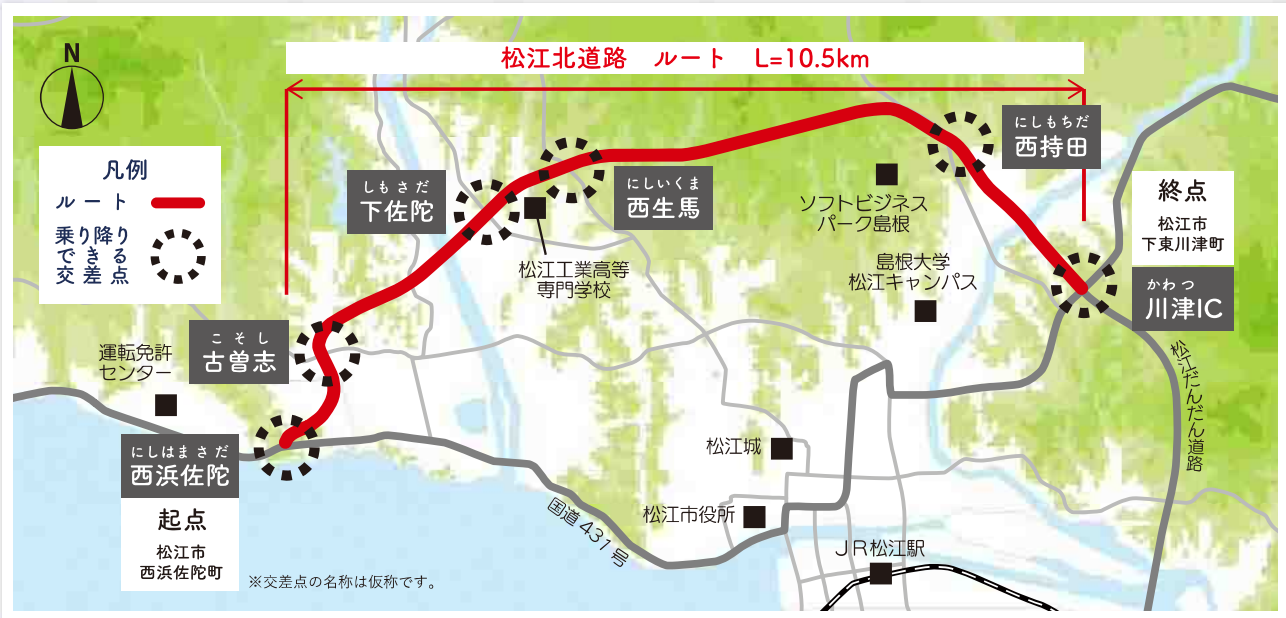 松江北道路 ルート L=10.5km
N
凡例
ルート
乗り降り
できる
交差点
にしもちだ
西持田
しもさだ
下佐陀
にしいくま
西生馬
ソフトビジネス
パーク島根
終点
松江市
下東川津町
かわつ
川津IC
松江工業高等
専門学校
島根大学
松江キャンパス
こそし
古曽志
運転免許
センター
松江だんだん道路
にしはまさだ
西浜佐陀
起点
松江市
西浜佐陀町
松江城
国道431号
松江市役所
JR松江駅
※交差点の名称は仮称です。